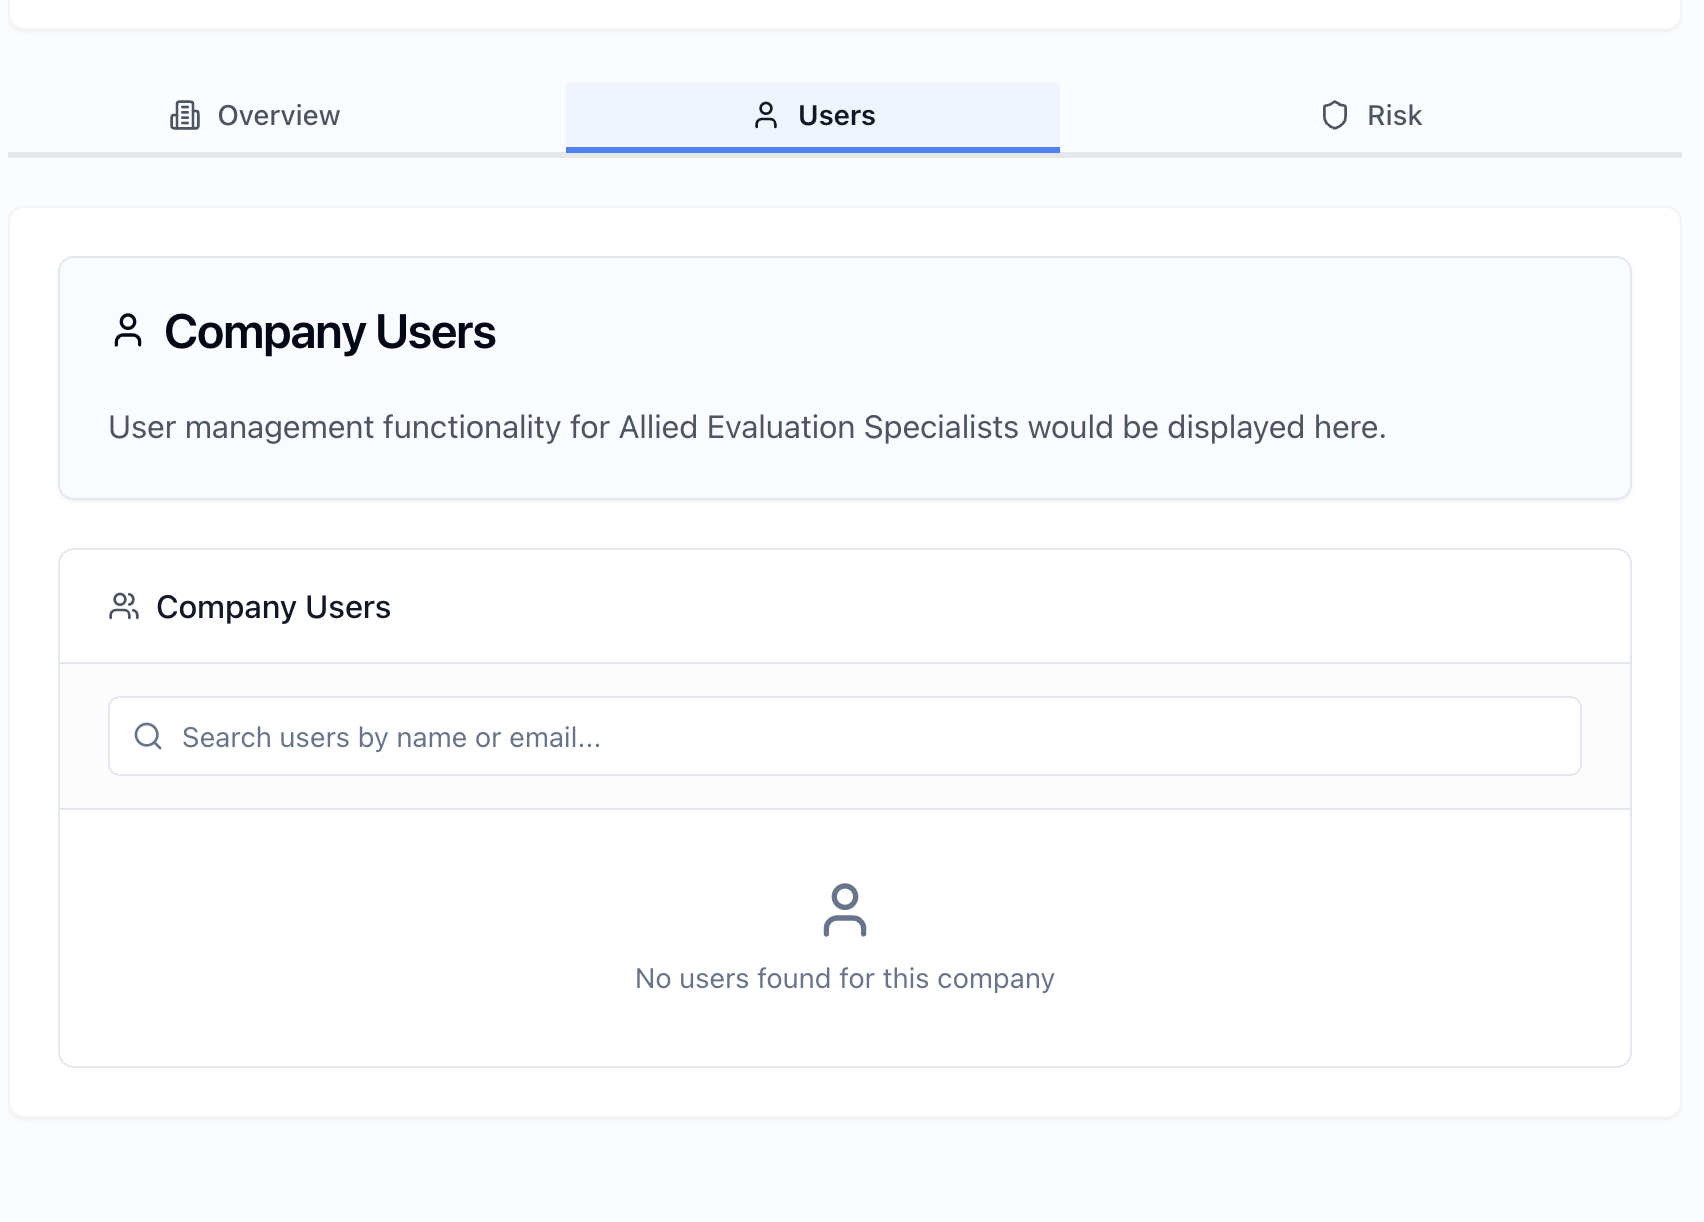 Overview
Users
Risk
Company Users
User management functionality for Allied Evaluation Specialists would be displayed here.
Company Users
Search users by name or email...
No users found for this company